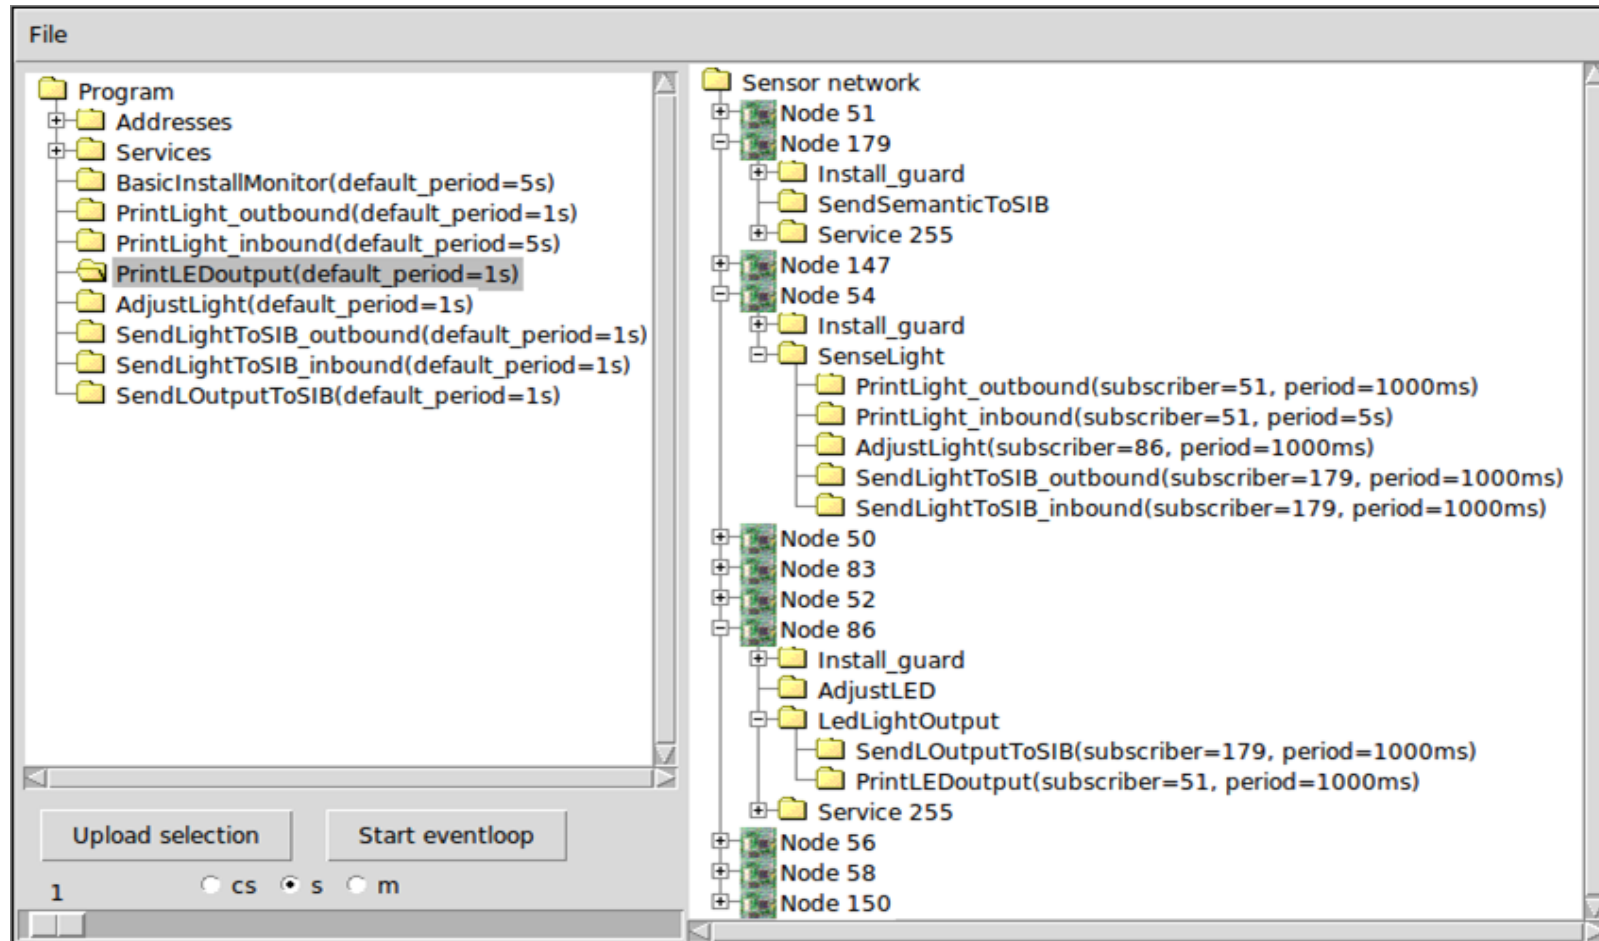 File
Program
Addresses
Services
BasicInstallMonitor(default_period=5s)
PrintLight_outbound(default_period=1s)
PrintLight_inbound(default_period=5s)
PrintLEDoutput(default_period=1s)
AdjustLight(default_period=1s)
SendLightToSIB_outbound(default_period=1s)
SendLightToSIB_inbound(default_period=1s)
SendLOutputToSIB(default_period=1s)
Upload selection
Start eventloop
1
cs
s
m
Sensor network
Node 51
Node 179
Install_guard
SendSemanticToSIB
Service 255
Node 147
Node 54
Install_guard
SenseLight
PrintLight_outbound(subscriber=51, period=1000ms)
PrintLight_inbound(subscriber=51, period=5s)
AdjustLight(subscriber=86, period=1000ms)
SendLightToSIB_outbound(subscriber=179, period=1000ms)
SendLightToSIB_inbound(subscriber=179, period=1000ms)
Node 50
Node 83
Node 52
Node 86
Install_guard
AdjustLED
LedLightOutput
SendLOutputToSIB(subscriber=179, period=1000ms)
PrintLEDoutput(subscriber=51, period=1000ms)
Service 255
Node 56
Node 58
Node 150